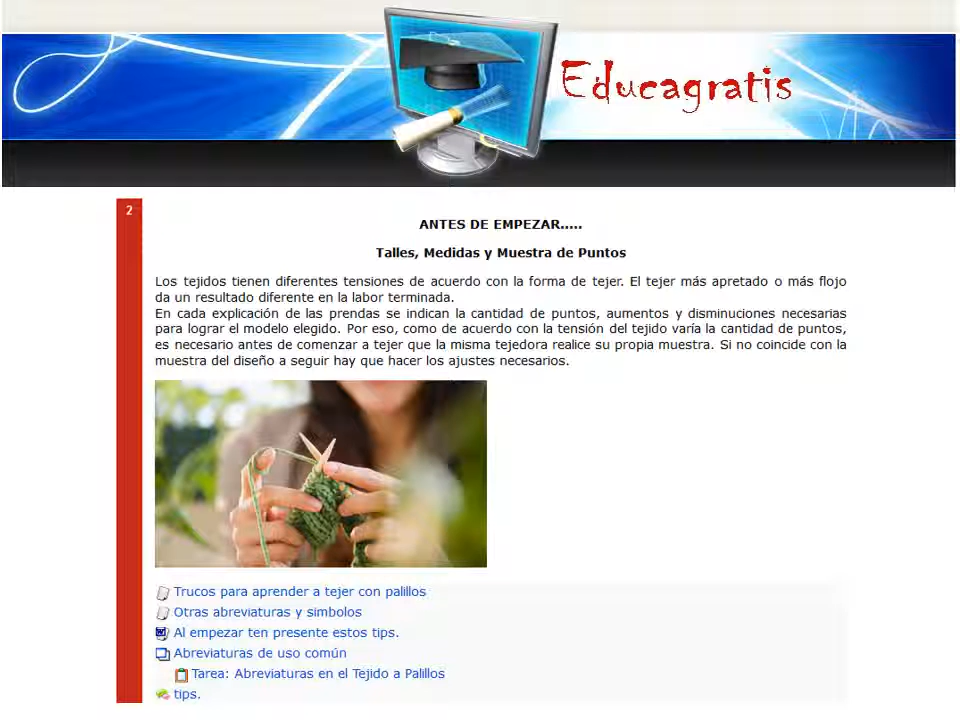 Educagratis
2
ANTES DE EMPEZAR.....
Talles, Medidas y Muestra de Puntos
Los tejidos tienen diferentes tensiones de acuerdo con la forma de tejer. El tejer más apretado o más flojo
da un resultado diferente en la labor terminada.
En cada explicación de las prendas se indican la cantidad de puntos, aumentos y disminuciones necesarias
para lograr el modelo elegido. Por eso, como de acuerdo con la tensión del tejido varía la cantidad de puntos,
es necesario antes de comenzar a tejer que la misma tejedora realice su propia muestra. Si no coincide con la
muestra del diseño a seguir hay que hacer los ajustes necesarios.
Trucos para aprender a tejer con palillos
Otras abreviaturas y simbolos
Al empezar ten presente estos tips.
Abreviaturas de uso común
Tarea: Abreviaturas en el Tejido a Palillos
tips.